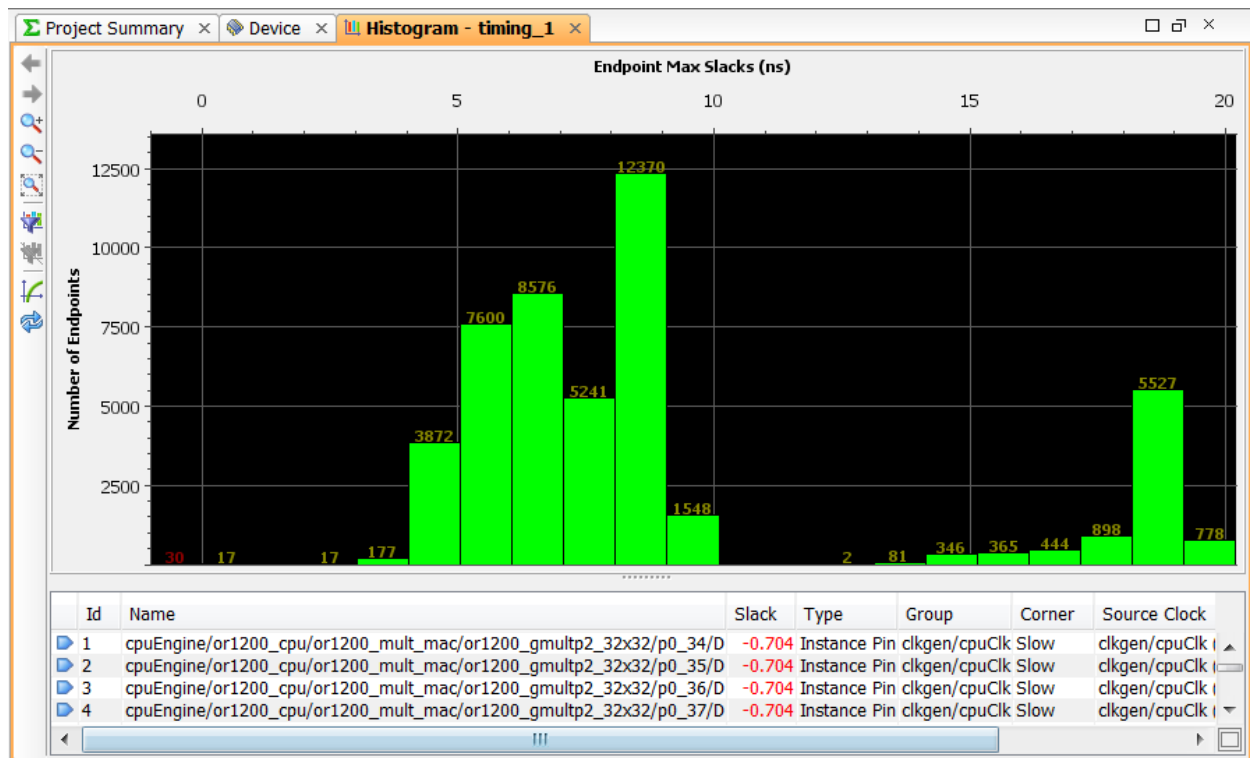 Project Summary × Device × Histogram - timing_1 ×
Endpoint Max Slacks (ns)
0 5 10 15 20
Number of Endpoints
12500
10000
7500
5000
2500
30 17 17 177 3872 7600 8576 5241 12370 1548 2 81 346 365 444 898 5527 778
Id Name Slack Type Group Corner Source Clock
1 cpuEngine/or1200_cpu/or1200_mult_mac/or1200_gmultp2_32x32/p0_34/D -0.704 Instance Pin clkgen/cpuClk Slow clkgen/cpuClk (
2 cpuEngine/or1200_cpu/or1200_mult_mac/or1200_gmultp2_32x32/p0_35/D -0.704 Instance Pin clkgen/cpuClk Slow clkgen/cpuClk (
3 cpuEngine/or1200_cpu/or1200_mult_mac/or1200_gmultp2_32x32/p0_36/D -0.704 Instance Pin clkgen/cpuClk Slow clkgen/cpuClk (
4 cpuEngine/or1200_cpu/or1200_mult_mac/or1200_gmultp2_32x32/p0_37/D -0.704 Instance Pin clkgen/cpuClk Slow clkgen/cpuClk (